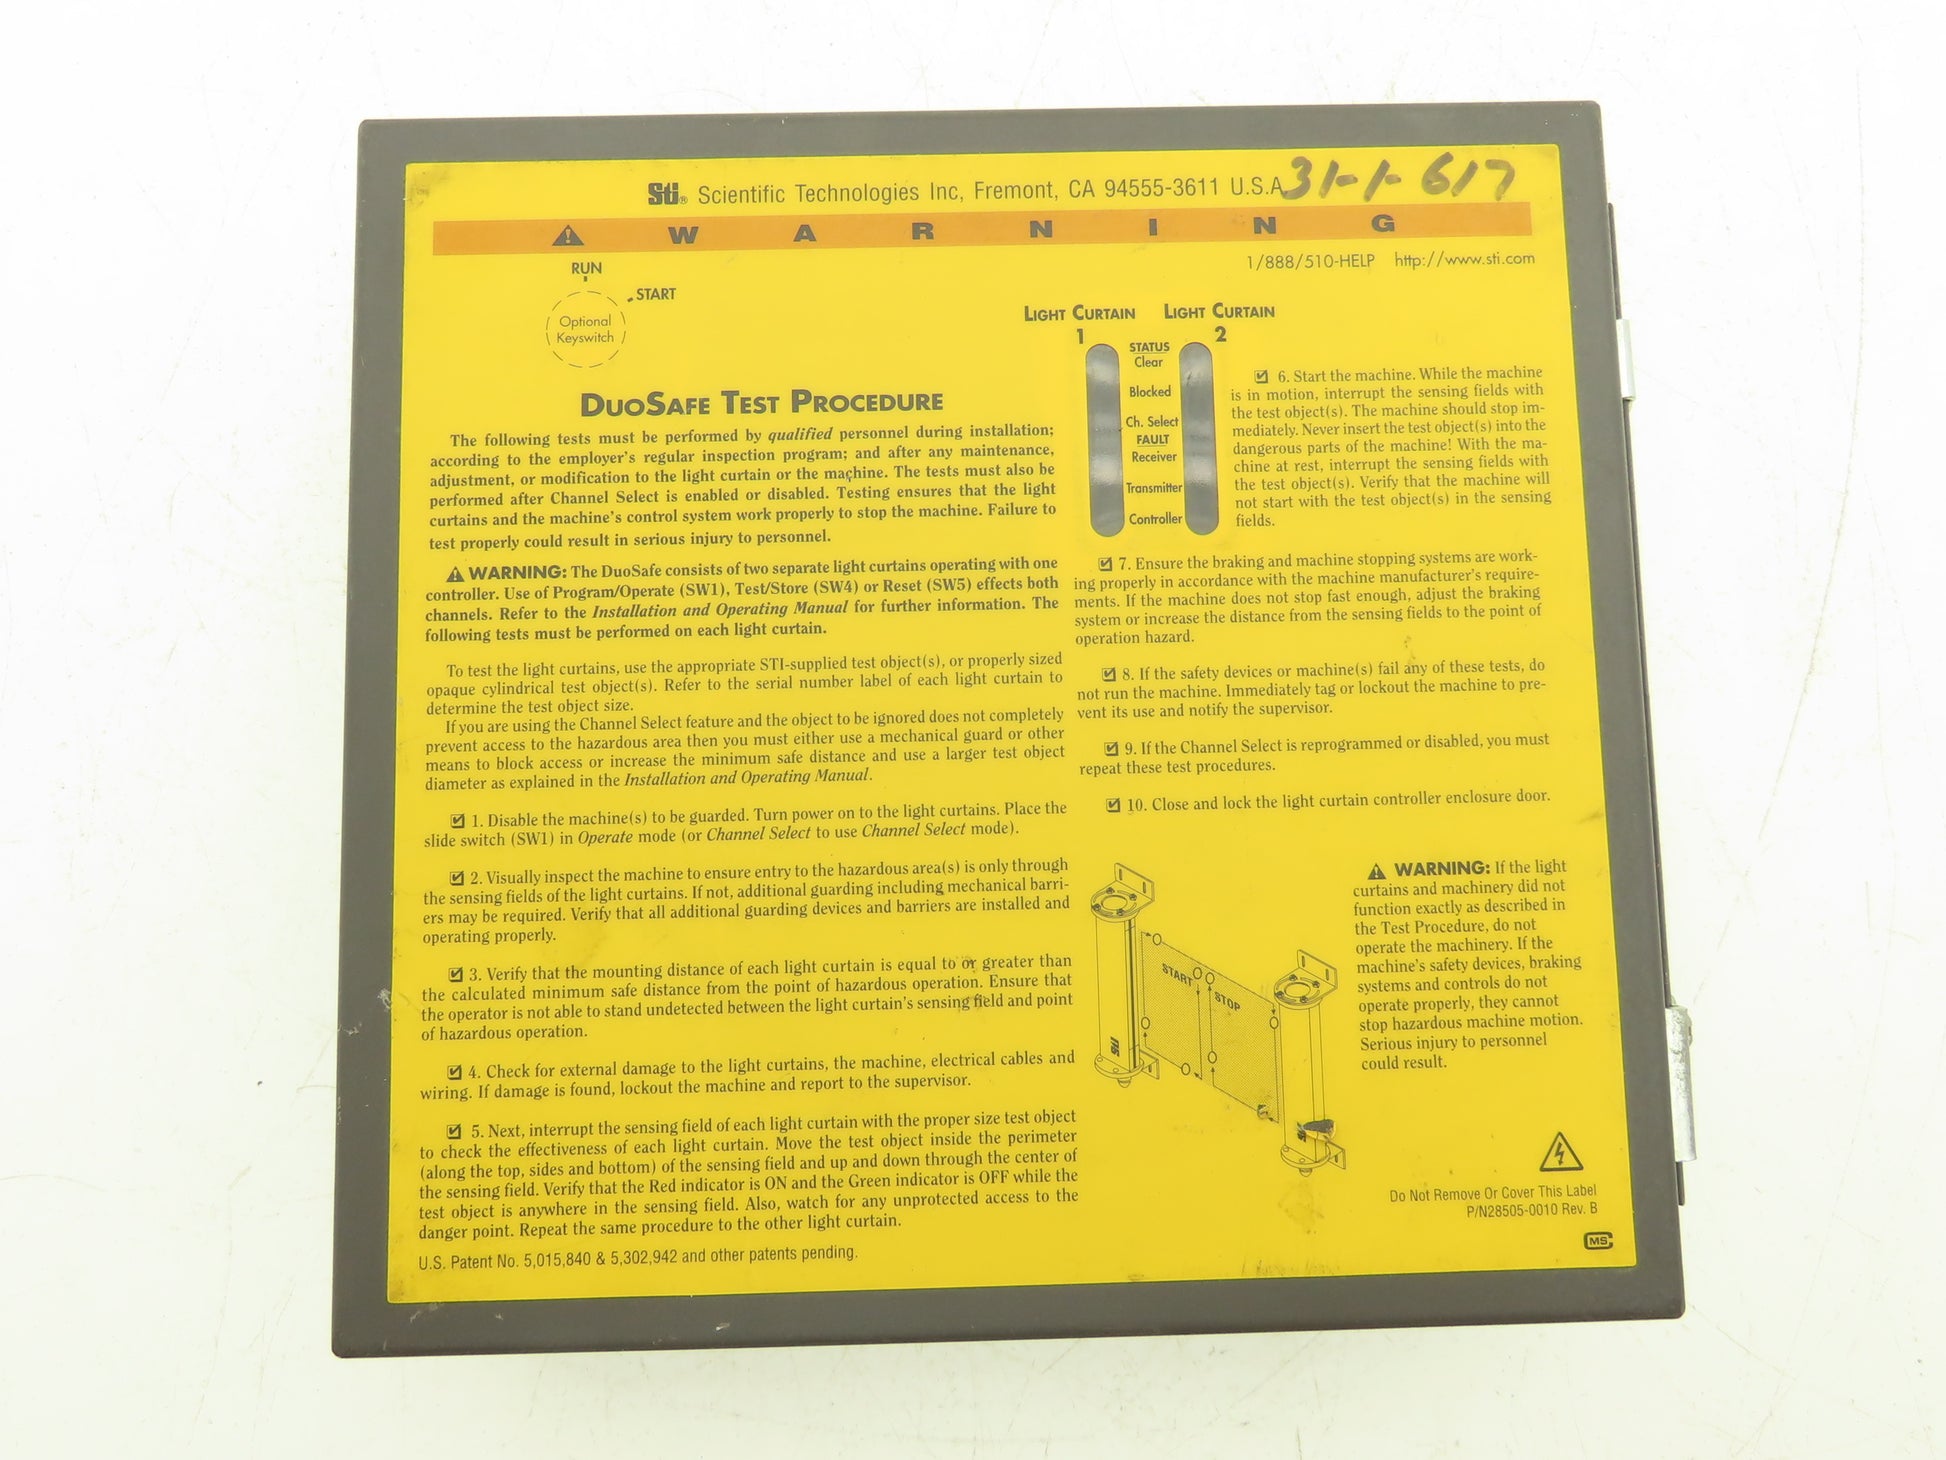 STI® Scientific Technologies Inc, Fremont, CA 94555-3611 U.S.A.
31-1-617
WARNING
1/888/510-HELP http://www.sti.com
RUN
START
Optional
Keyswitch
LIGHT CURTAIN
1
LIGHT CURTAIN
2
STATUS
Clear
Blocked
Ch. Select
FAULT
Receiver
Transmitter
Controller
DUOSAFE TEST PROCEDURE
The following tests must be performed by qualified personnel during installation;
according to the employer's regular inspection program; and after any maintenance,
adjustment, or modification to the light curtain or the machine. The tests must also be
performed after Channel Select is enabled or disabled. Testing ensures that the light
curtains and the machine's control system work properly to stop the machine. Failure to
test properly could result in serious injury to personnel.
WARNING: The DuoSafe consists of two separate light curtains operating with one
controller. Use of Program/Operate (SW1), Test/Store (SW4) or Reset (SW5) effects both
channels. Refer to the Installation and Operating Manual for further information. The
following tests must be performed on each light curtain.
To test the light curtains, use the appropriate STI-supplied test object(s), or properly sized
opaque cylindrical test object(s). Refer to the serial number label of each light curtain to
determine the test object size.
If you are using the Channel Select feature and the object to be ignored does not completely
prevent access to the hazardous area then you must either use a mechanical guard or other
means to block access or increase the minimum safe distance and use a larger test object
diameter as explained in the Installation and Operating Manual.
1. Disable the machine(s) to be guarded. Turn power on to the light curtains. Place the
slide switch (SW1) in Operate mode (or Channel Select to use Channel Select mode).
2. Visually inspect the machine to ensure entry to the hazardous area(s) is only through
the sensing fields of the light curtains. If not, additional guarding including mechanical barri-
ers may be required. Verify that all additional guarding devices and barriers are installed and
operating properly.
3. Verify that the mounting distance of each light curtain is equal to or greater than
the calculated minimum safe distance from the point of hazardous operation. Ensure that
the operator is not able to stand undetected between the light curtain's sensing field and point
of hazardous operation.
4. Check for external damage to the light curtains, the machine, electrical cables and
wiring. If damage is found, lockout the machine and report to the supervisor.
5. Next, interrupt the sensing field of each light curtain with the proper size test object
to check the effectiveness of each light curtain. Move the test object inside the perimeter
(along the top, sides and bottom) of the sensing field and up and down through the center of
the sensing field. Verify that the Red indicator is ON and the Green indicator is OFF while the
test object is anywhere in the sensing field. Also, watch for any unprotected access to the
danger point. Repeat the same procedure to the other light curtain.
U.S. Patent No. 5,015,840 & 5,302,942 and other patents pending.
6. Start the machine. While the machine
is in motion, interrupt the sensing fields with
the test object(s). The machine should stop im-
mediately. Never insert the test object(s) into the
dangerous parts of the machine! With the ma-
chine at rest, interrupt the sensing fields with
the test object(s). Verify that the machine will
not start with the test object(s) in the sensing
fields.
7. Ensure the braking and machine stopping systems are work-
ing properly in accordance with the machine manufacturer's require-
ments. If the machine does not stop fast enough, adjust the braking
system or increase the distance from the sensing fields to the point of
operation hazard.
8. If the safety devices or machine(s) fail any of these tests, do
not run the machine. Immediately tag or lockout the machine to pre-
vent its use and notify the supervisor.
9. If the Channel Select is reprogrammed or disabled, you must
repeat these test procedures.
10. Close and lock the light curtain controller enclosure door.
START
STOP
STI
WARNING: If the light
curtains and machinery did not
function exactly as described in
the Test Procedure, do not
operate the machinery. If the
machine's safety devices, braking
systems and controls do not
operate properly, they cannot
stop hazardous machine motion.
Serious injury to personnel
could result.
Do Not Remove Or Cover This Label
P/N28505-0010 Rev. B